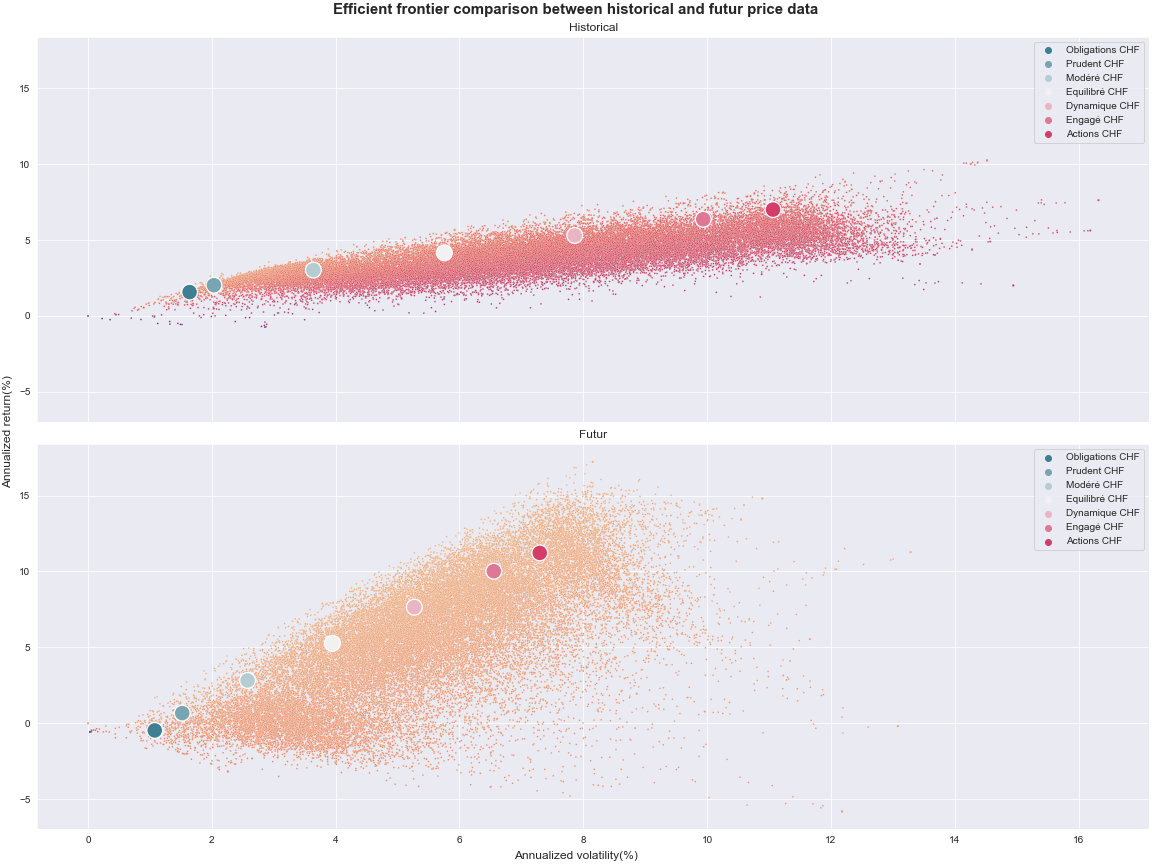 Efficient frontier comparison between historical and futur price data
Historical
Obligations CHF
Prudent CHF
Modéré CHF
Equilibré CHF
Dynamique CHF
Engagé CHF
Actions CHF
15
10
5
0
−5
Annualized return(%)
Futur
Obligations CHF
Prudent CHF
Modéré CHF
Equilibré CHF
Dynamique CHF
Engagé CHF
Actions CHF
15
10
5
0
−5
0 2 4 6 8 10 12 14 16
Annualized volatility(%)